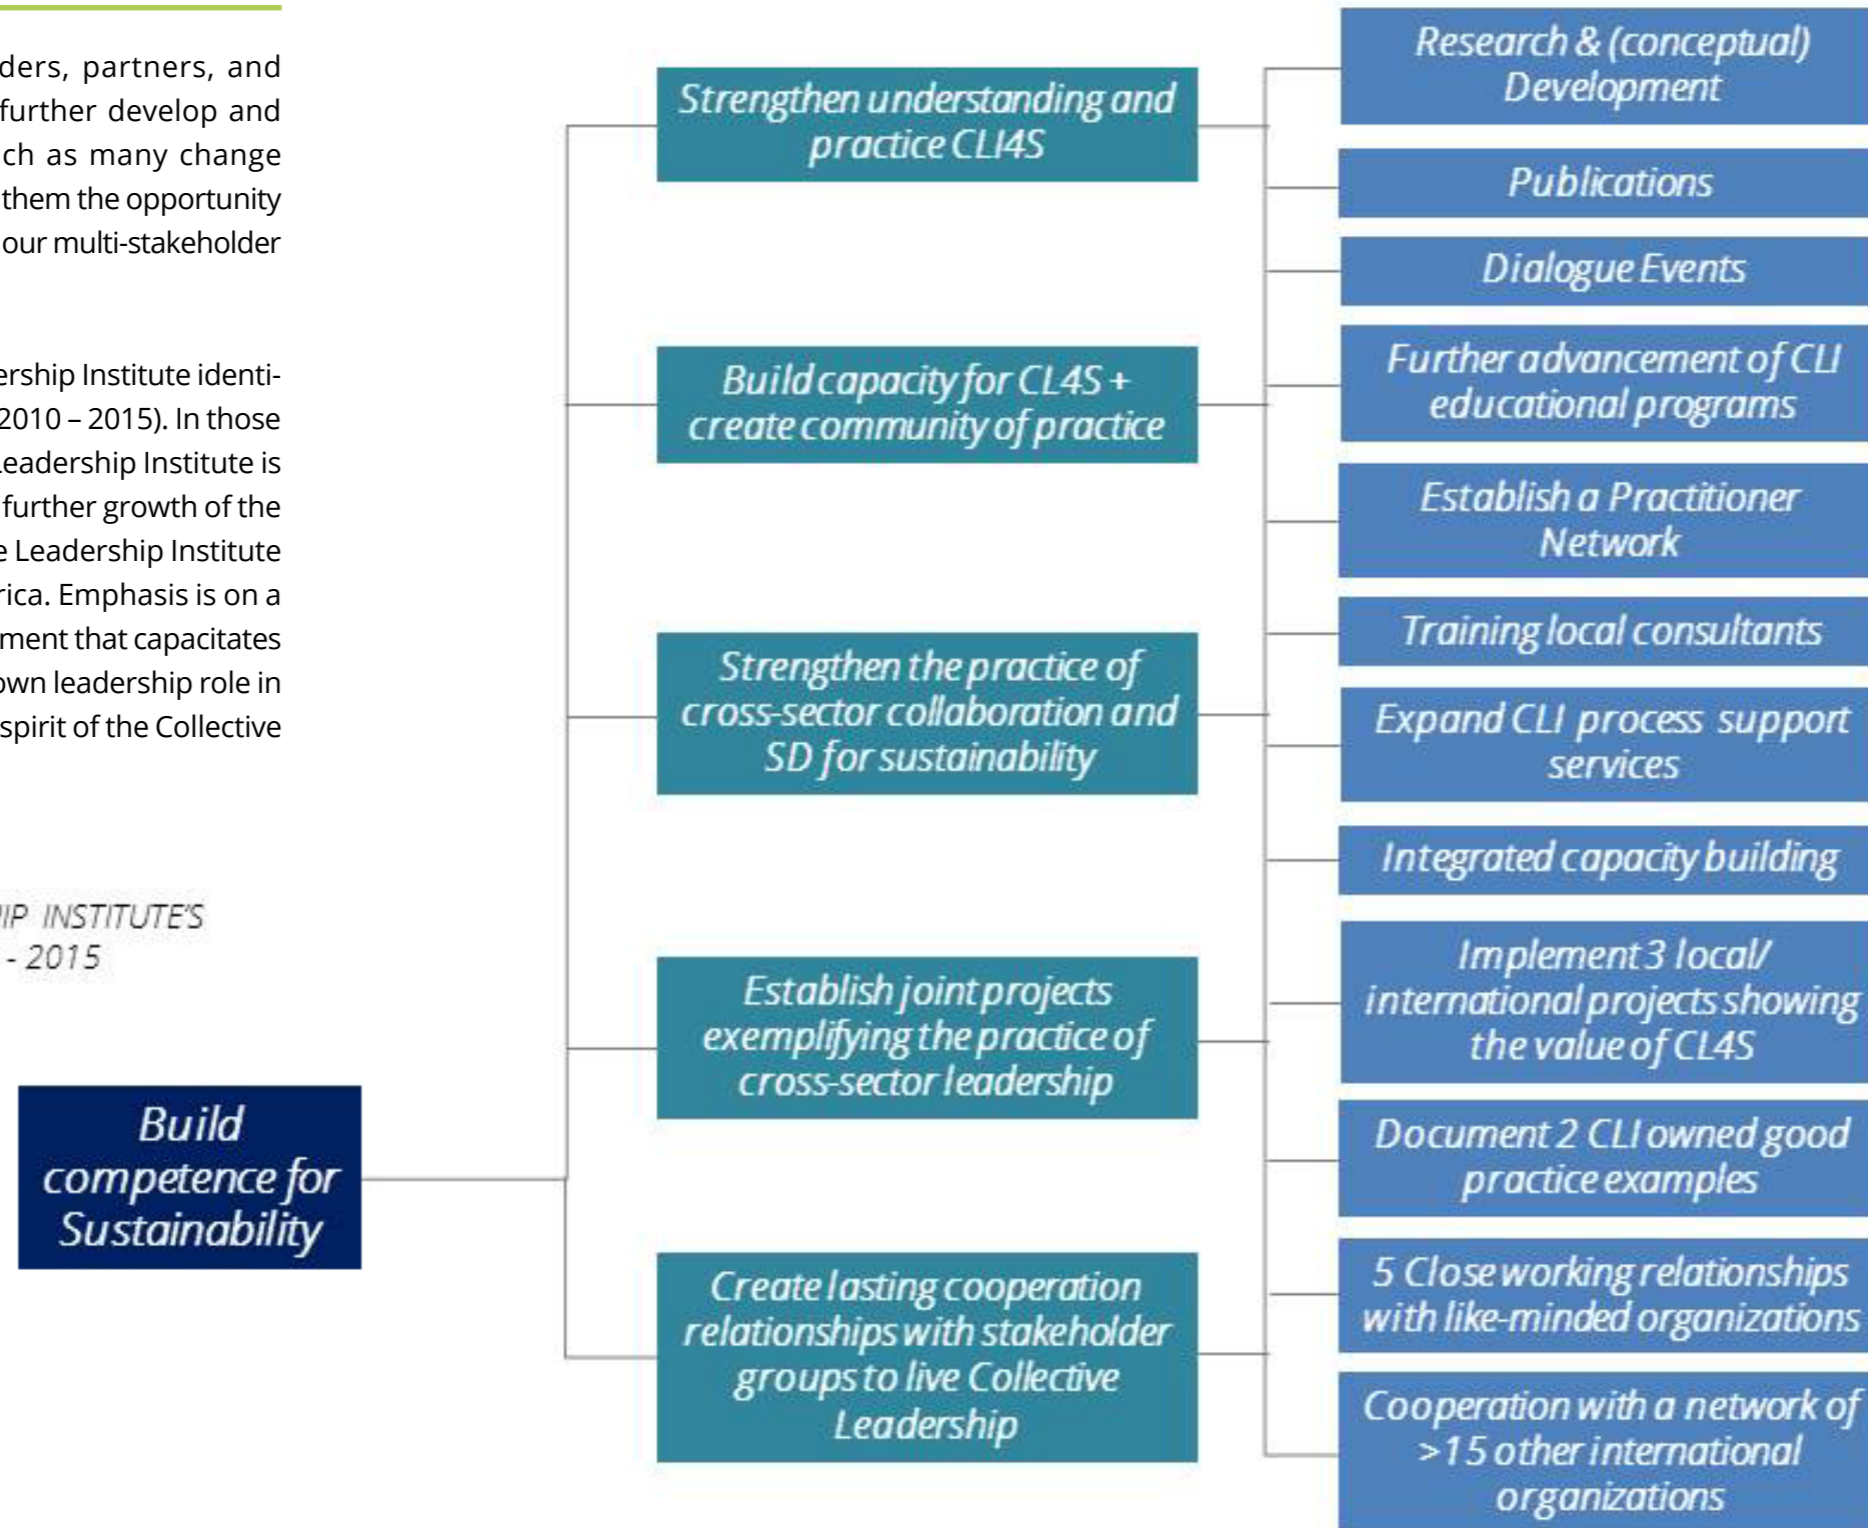 ders, partners, and
further develop and
ch as many change
them the opportunity
our multi-stakeholder
ership Institute identi-
2010 – 2015). In those
Leadership Institute is
further growth of the
e Leadership Institute
rica. Emphasis is on a
ment that capacitates
own leadership role in
spirit of the Collective
IP INSTITUTE'S
- 2015
Build
competence for
Sustainability
Strengthen understanding and
practice CLI4S
Build capacity for CL4S +
create community of practice
Strengthen the practice of
cross-sector collaboration and
SD for sustainability
Establish joint projects
exemplifying the practice of
cross-sector leadership
Create lasting cooperation
relationships with stakeholder
groups to live Collective
Leadership
Research & (conceptual)
Development
Publications
Dialogue Events
Further advancement of CLI
educational programs
Establish a Practitioner
Network
Training local consultants
Expand CLI process support
services
Integrated capacity building
Implement 3 local/
international projects showing
the value of CL4S
Document 2 CLI owned good
practice examples
5 Close working relationships
with like-minded organizations
Cooperation with a network of
>15 other international
organizations